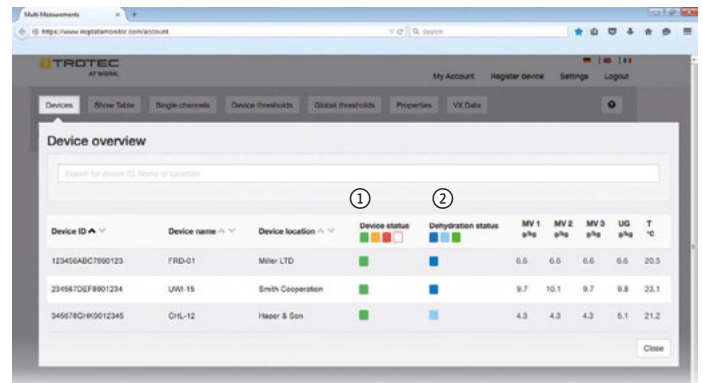 Multi Measurements
https://www.mydatamonitor.com/account
Search
TROTEC
AT WORK.
My Account Register device Settings Logout
Devices Show Table Single channels Device thresholds Global thresholds Properties VX Data
Device overview
Search for device ID, Name or Location
1 2
Device ID Device name Device location Device status Dehydration status MV 1 g/kg MV 2 g/kg MV 3 g/kg UG g/kg T °C
123456ABC7890123 FRD-01 Miller LTD 6.6 6.6 6.6 6.6 20.5
234567DEF8901234 UWI-15 Smith Cooperation 9.7 10.1 9.7 9.8 23.1
345678GHK9012345 CHL-12 Haper & Son 4.3 4.3 4.3 5.1 21.2
Close